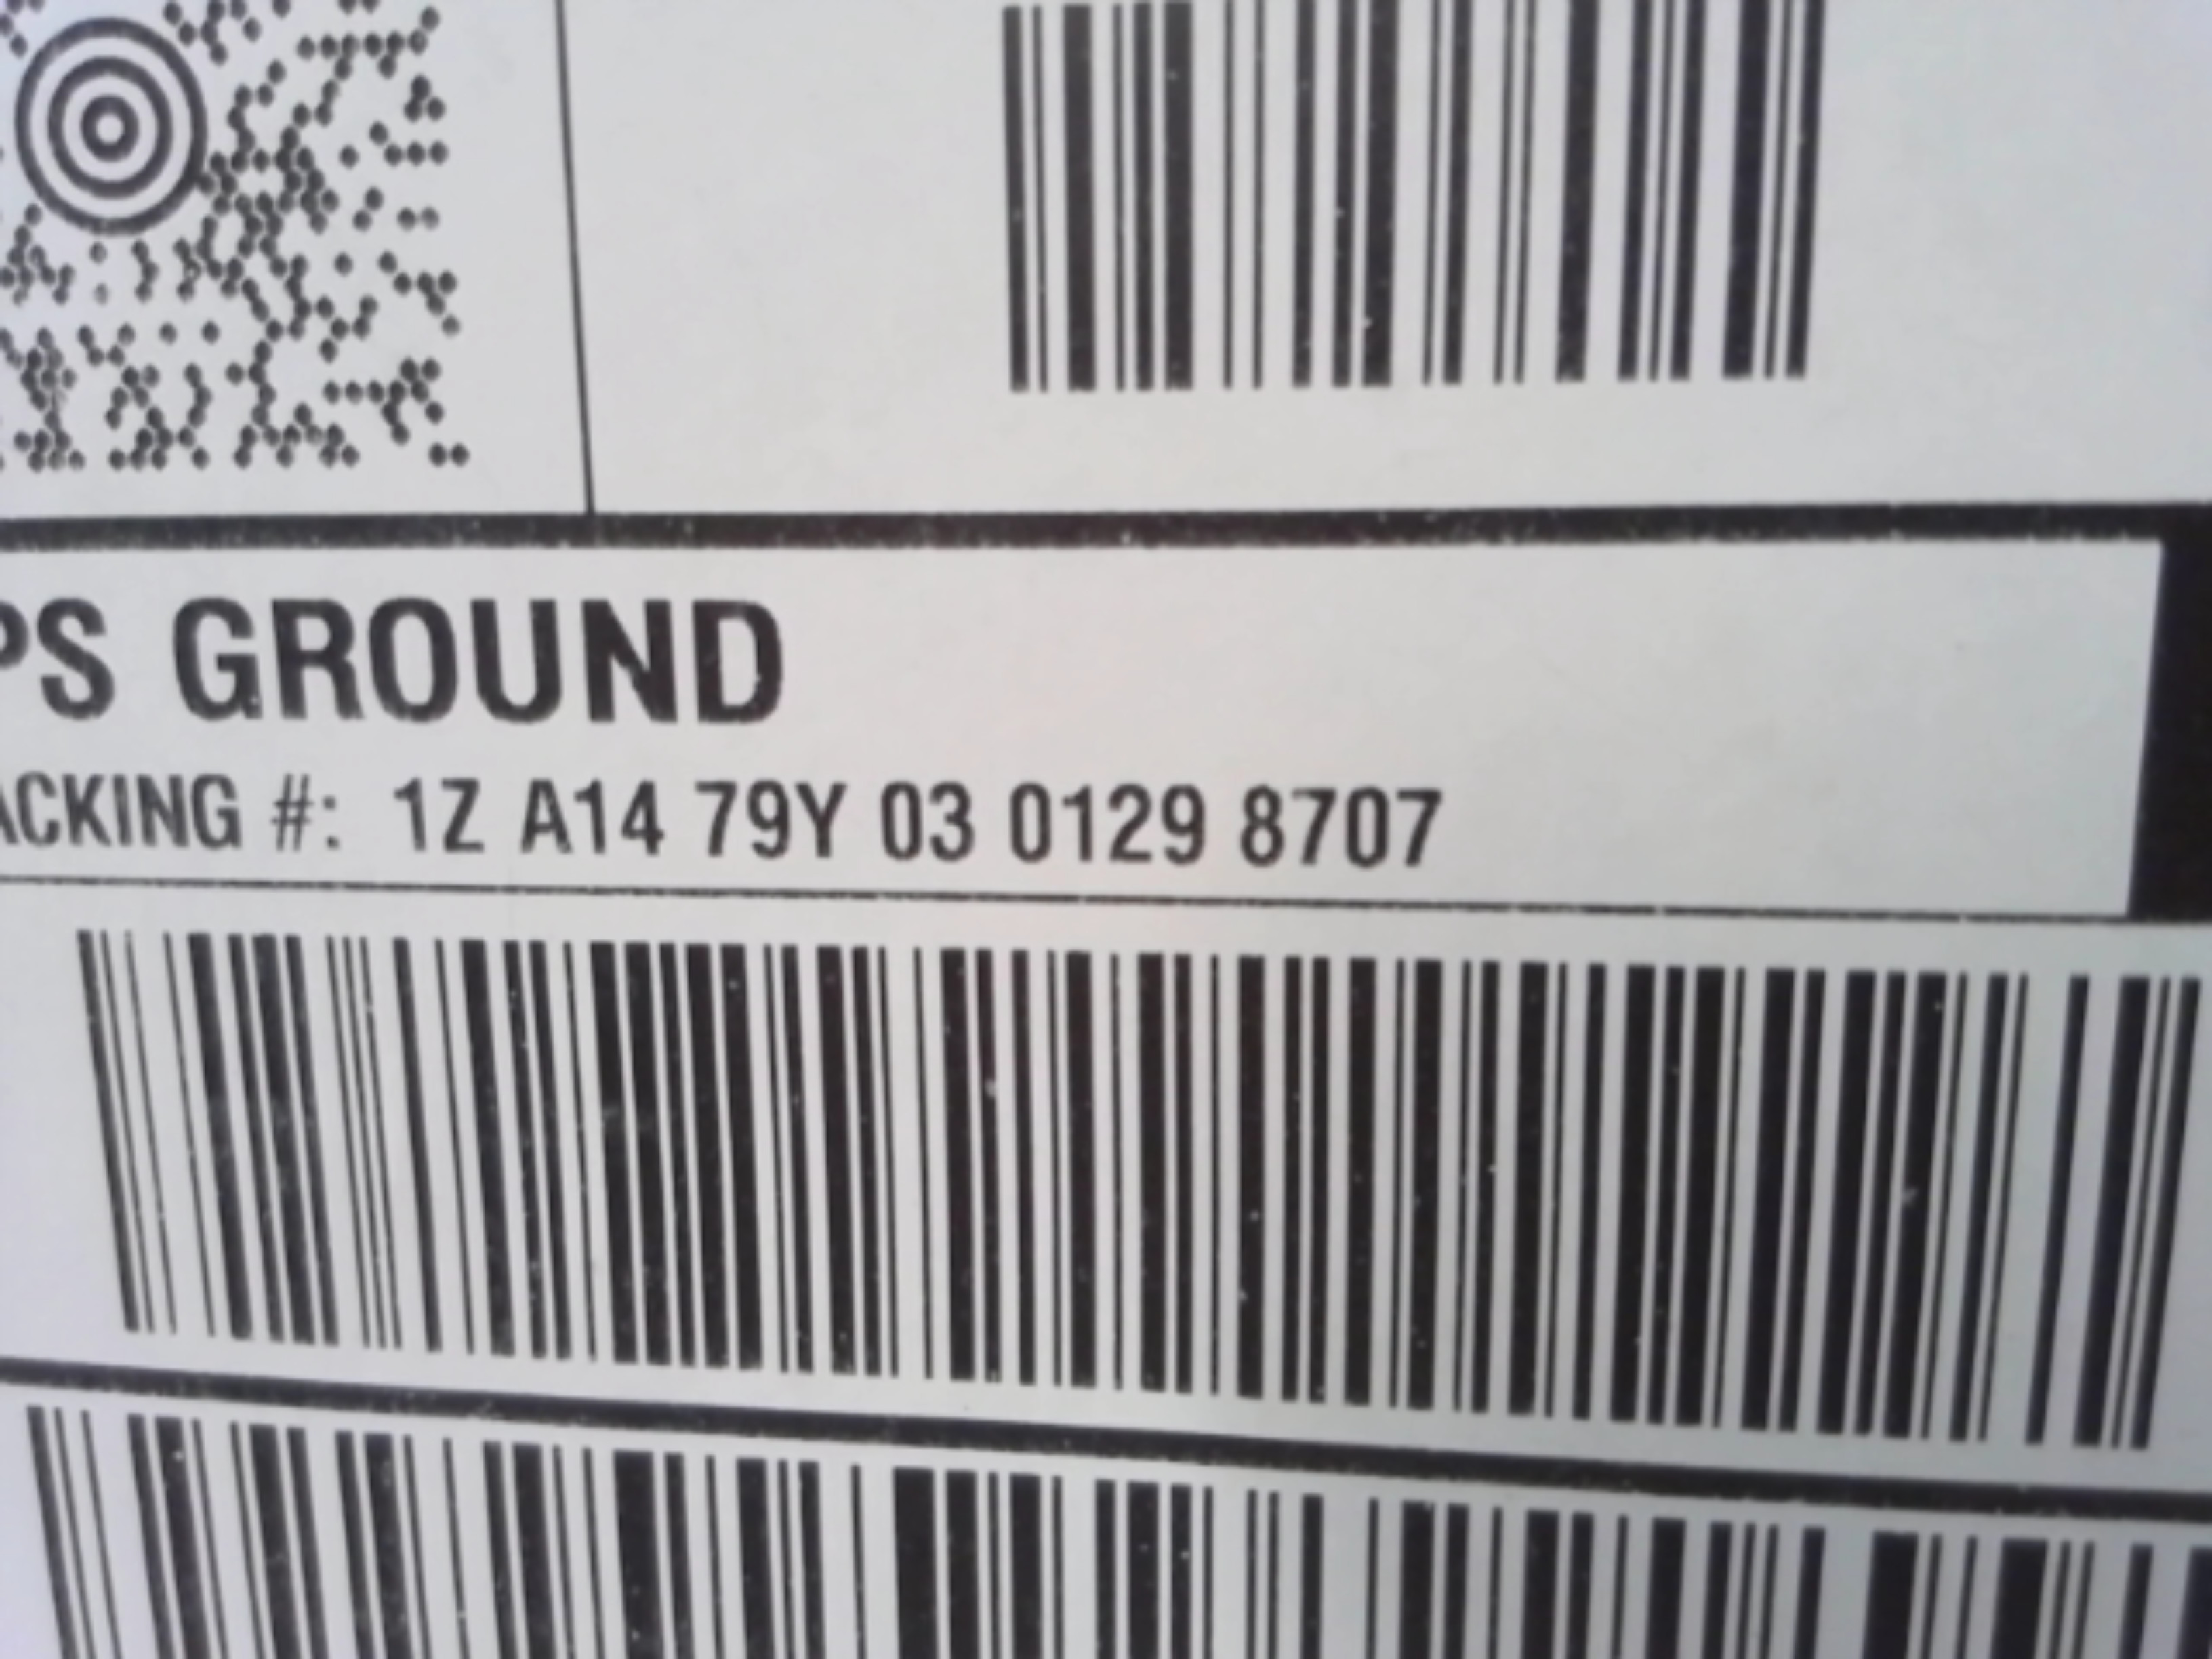 PS GROUND
ACKING #: 1Z A14 79Y 03 0129 8707